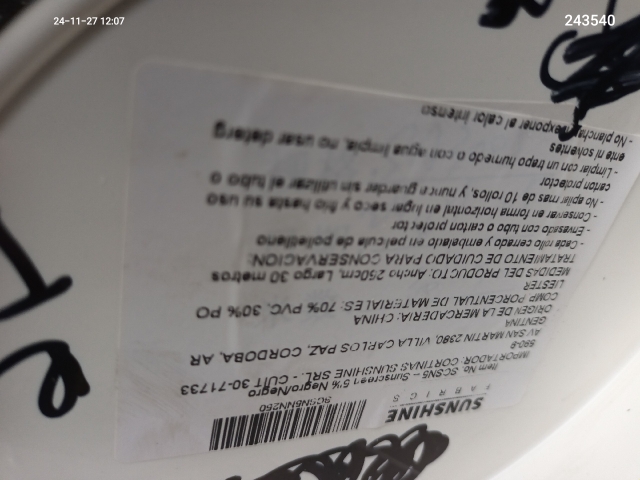 24-11-27 12:07
243540
SUNSHINE
FABRICS
SCSN5NN250
Item No. SCSN5 - Sunscreen 5% Negro/Negro
IMPORTADOR: CORTINAS SUNSHINE SRL. - CUIT 30-71733
690-9
AV SAN MARTIN 2380, VILLA CARLOS PAZ, CORDOBA, AR
GENTINA
ORIGEN DE LA MERCADERIA: CHINA
COMP PORCENTUAL DE MATERIALES: 70% PVC, 30% PO
LIESTER
MEDIDAS DEL PRODUCTO: Ancho 250cm, Largo 30 metros
TRATAMIENTO DE CUIDADO PARA CONSERVACION:
- Cada rollo cerrado y embalado en pelicula de polietileno
- Envasado con carton o tubo protector
- Conservar en forma horizontal en lugar seco y frio hasta su uso
- No apilar mas de 10 rollos, y nunca guardar sin utilizar el tubo o
carton protector
- Limpiar con un trapo humedo o con agua limpia, no usar deterg
ente ni solventes
- No planchar, exponer al calor intenso